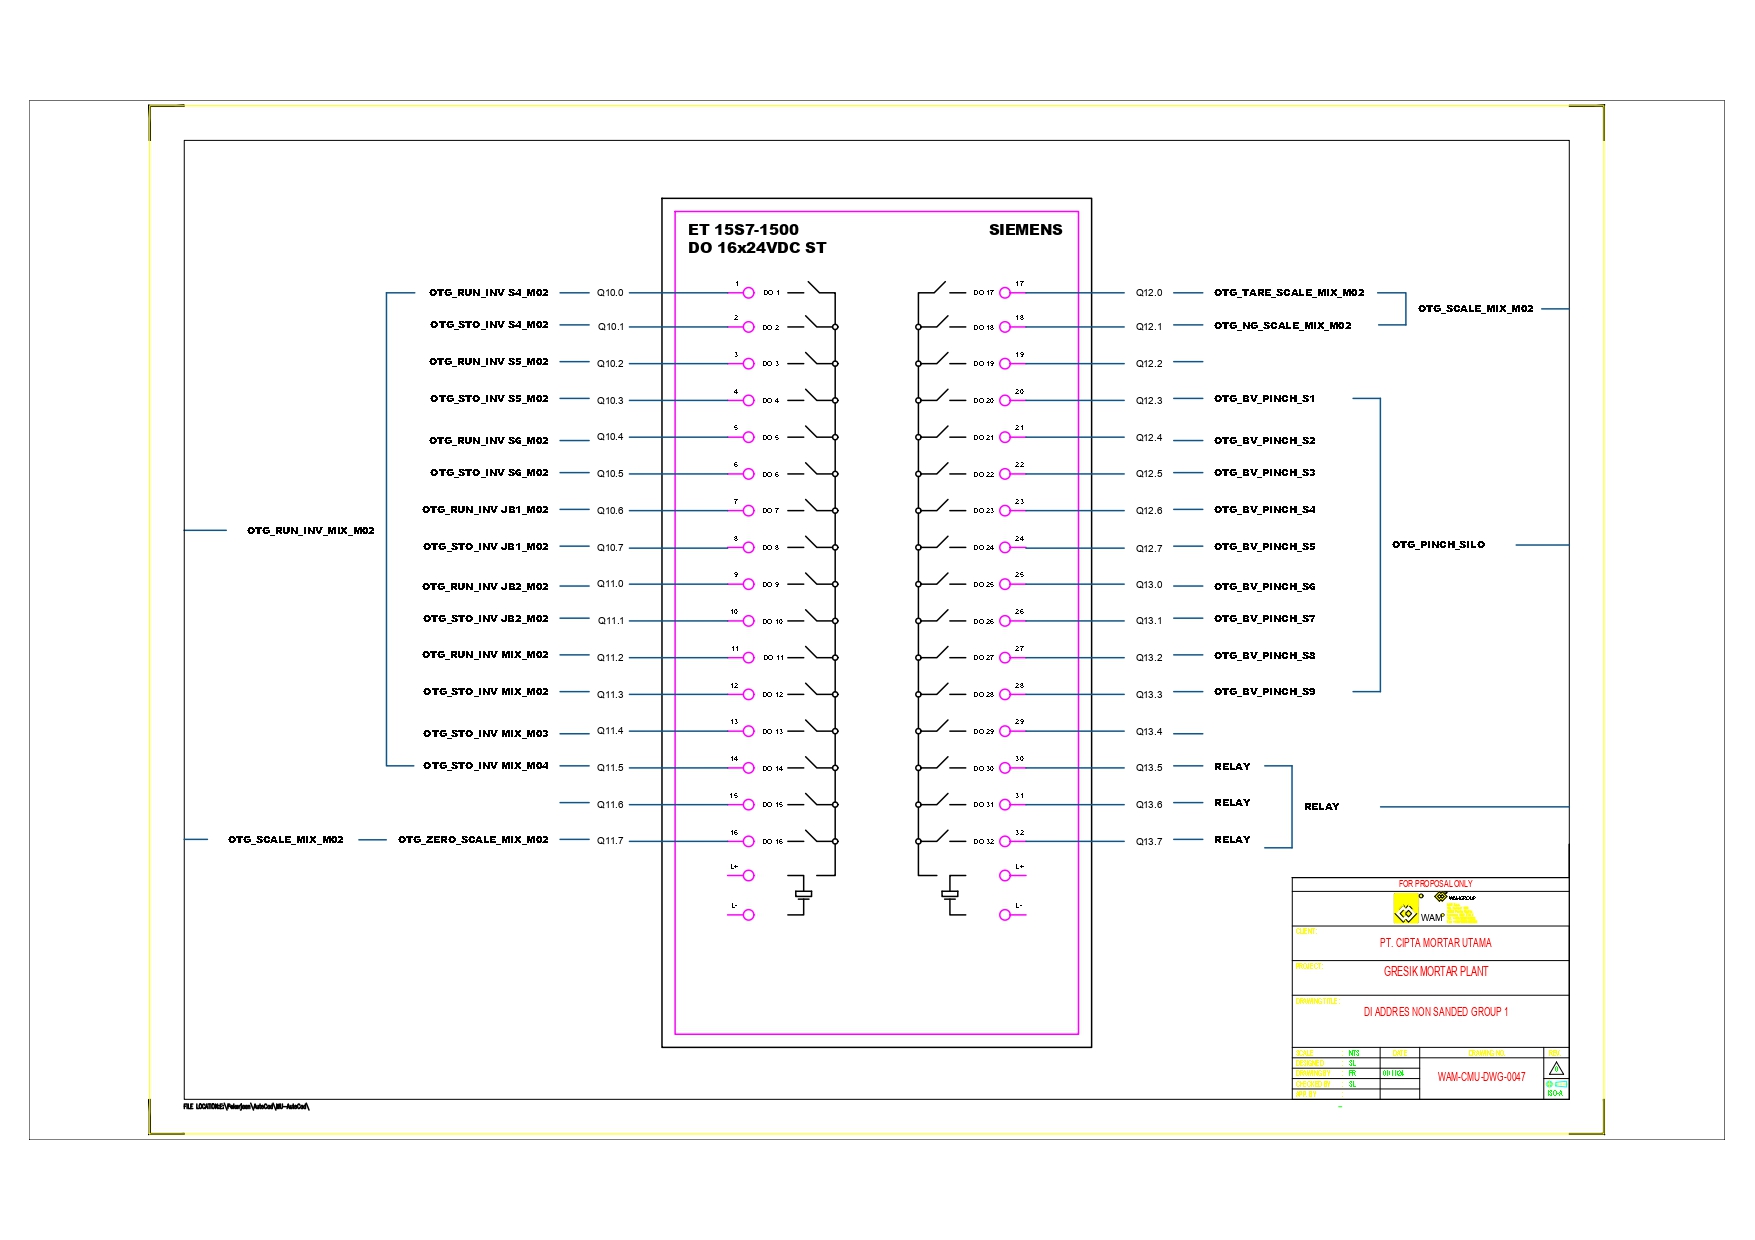 ET 15S7-1500 SIEMENS
DO 16x24VDC ST
OTG_RUN_INV S4_M02 Q10.0 1 DO 1 DO 17 17 Q12.0 OTG_TARE_SCALE_MIX_M02
OTG_SCALE_MIX_M02
OTG_STO_INV S4_M02 Q10.1 2 DO 2 DO 18 18 Q12.1 OTG_NG_SCALE_MIX_M02
OTG_RUN_INV S5_M02 Q10.2 3 DO 3 DO 19 19 Q12.2
OTG_STO_INV S5_M02 Q10.3 4 DO 4 DO 20 20 Q12.3 OTG_BV_PINCH_S1
OTG_RUN_INV S6_M02 Q10.4 5 DO 5 DO 21 21 Q12.4 OTG_BV_PINCH_S2
OTG_STO_INV S6_M02 Q10.5 6 DO 6 DO 22 22 Q12.5 OTG_BV_PINCH_S3
OTG_RUN_INV JB1_M02 Q10.6 7 DO 7 DO 23 23 Q12.6 OTG_BV_PINCH_S4
OTG_RUN_INV_MIX_M02
OTG_STO_INV JB1_M02 Q10.7 8 DO 8 DO 24 24 Q12.7 OTG_BV_PINCH_S5 OTG_PINCH_SILO
OTG_RUN_INV JB2_M02 Q11.0 9 DO 9 DO 25 25 Q13.0 OTG_BV_PINCH_S6
OTG_STO_INV JB2_M02 Q11.1 10 DO 10 DO 26 26 Q13.1 OTG_BV_PINCH_S7
OTG_RUN_INV MIX_M02 Q11.2 11 DO 11 DO 27 27 Q13.2 OTG_BV_PINCH_S8
OTG_STO_INV MIX_M02 Q11.3 12 DO 12 DO 28 28 Q13.3 OTG_BV_PINCH_S9
OTG_STO_INV MIX_M03 Q11.4 13 DO 13 DO 29 29 Q13.4
OTG_STO_INV MIX_M04 Q11.5 14 DO 14 DO 30 30 Q13.5 RELAY
Q11.6 15 DO 15 DO 31 31 Q13.6 RELAY RELAY
OTG_SCALE_MIX_M02 OTG_ZERO_SCALE_MIX_M02 Q11.7 16 DO 16 DO 32 32 Q13.7 RELAY
L+ L+
L- L-
FOR PROPOSAL ONLY
WAMGROUP
WAM®
CLIENT:
PT. CIPTA MORTAR UTAMA
PROJECT:
GRESIK MORTAR PLANT
DRAWING TITLE :
DI ADDRES NON SANDED GROUP 1
SCALE : NTS DATE DRAWING NO. REV.
DESIGNED : SL
DRAWING BY : FR WAM-CMU-DWG-0047
CHECKED BY : SL
APP. BY :
ISO-A